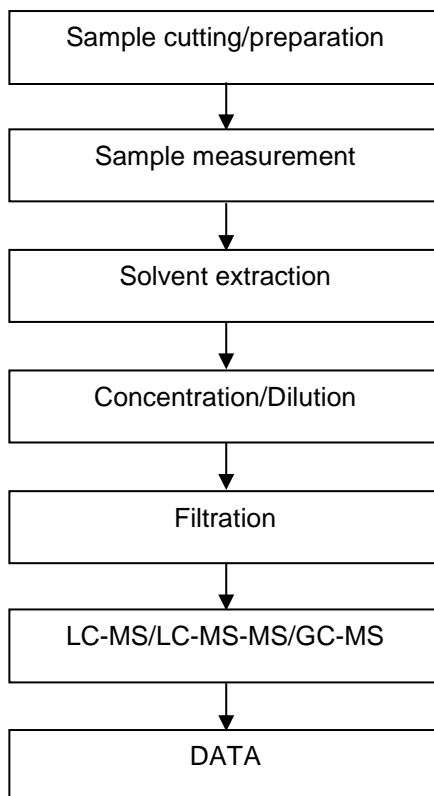 Sample cutting/preparation
Sample measurement
Solvent extraction
Concentration/Dilution
Filtration
LC-MS/LC-MS-MS/GC-MS
DATA